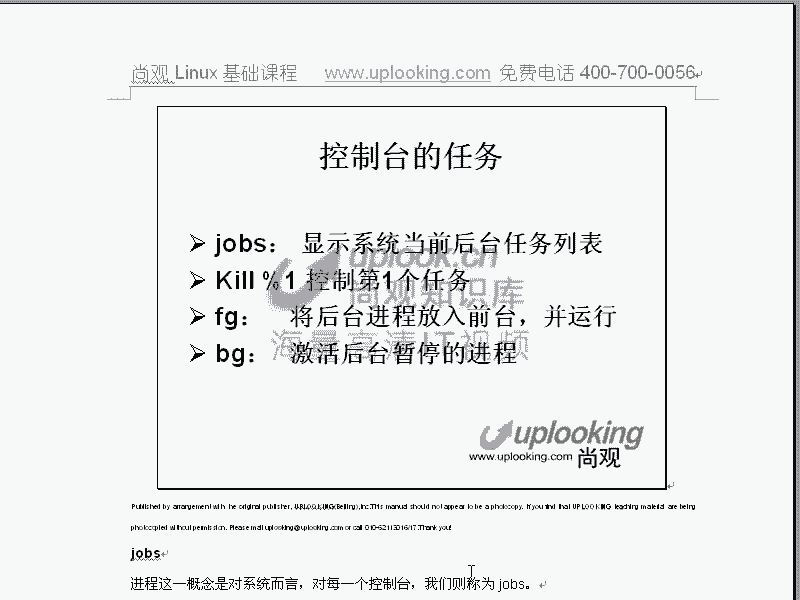 尚观 Linux 基础课程 www.uplooking.com 免费电话 400-700-0056
控制台的任务
jobs: 显示系统当前后台任务列表
Kill %1 控制第1个任务
fg: 将后台进程放入前台，并运行
bg: 激活后台暂停的进程
uplook.cn
尚观知识库
海量高清IT视频
uplooking
www.uplooking.com 尚观
Published by arrangement with the original publisher, UPLOOKING(Beijing),Inc.This manual should not appear to be a photocopy. If you find that UPLOOKING teaching material are being
photocopied without permission. Please mail uplooking@uplooking.com or call 010-62113016/17.Thank you!
jobs
进程这一概念是对系统而言，对每一个控制台，我们则称为 jobs。